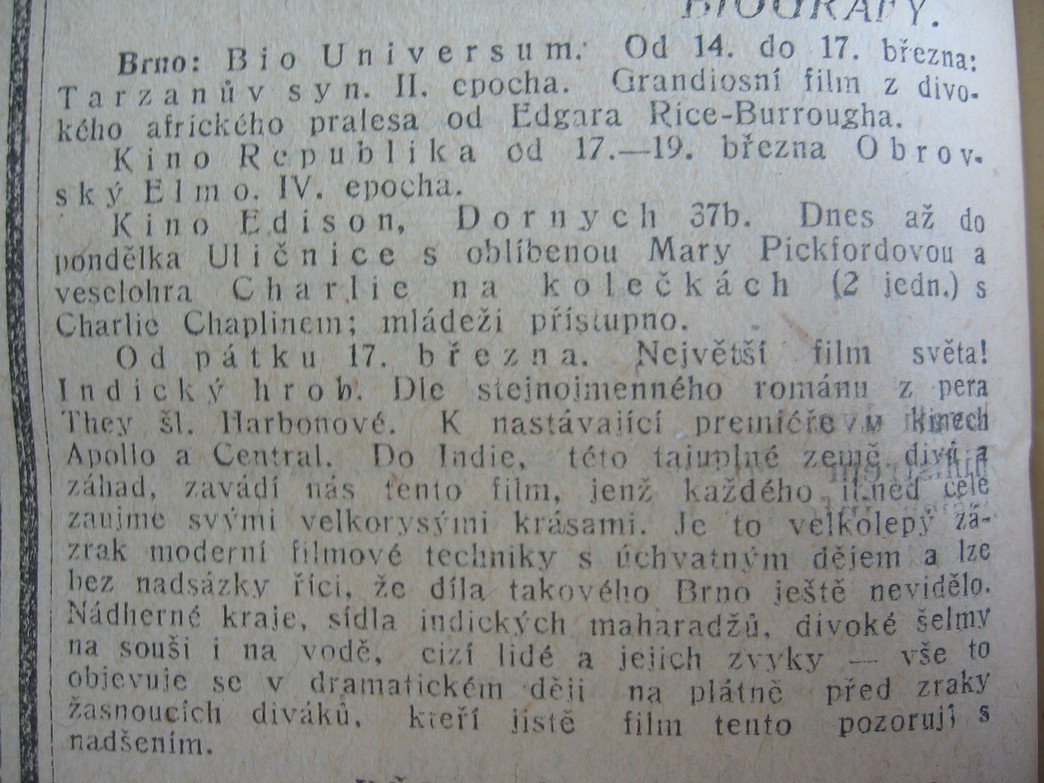 BIOGRAFY.
Brno: Bio Universum. Od 14. do 17. března:
Tarzanův syn. II. epocha. Grandiosní film z divo-
kého afrického pralesa od Edgara Rice-Burrougha.
Kino Republika od 17.—19. března Obrov-
ský Elmo. IV. epocha.
Kino Edison, Dornych 37b. Dnes až do
pondělka Uličnice s oblíbenou Mary Pickfordovou a
veselohra Charlie na kolečkách (2 jedn.) s
Charlie Chaplinem; mládeži přístupno.
Od pátku 17. března. Největší film světa!
Indický hrob. Dle stejnojmenného románu z pera
They šl. Harbonové. K nastávající premiéře v kinech
Apollo a Central. Do Indie, této tajuplné země divů a
záhad, zavádí nás tento film, jenž každého ihned cele
zaujme svými velkorysými krásami. Je to velkolepý zá-
zrak moderní filmové techniky s úchvatným dějem a lze
bez nadsázky říci, že díla takového Brno ještě nevidělo.
Nádherné kraje, sídla indických maharadžů, divoké šelmy
na souši i na vodě, cizí lidé a jejich zvyky — vše to
objevuje se v dramatickém ději na plátně před zraky
žasnoucích diváků, kteří jistě film tento pozorují s
nadšením.